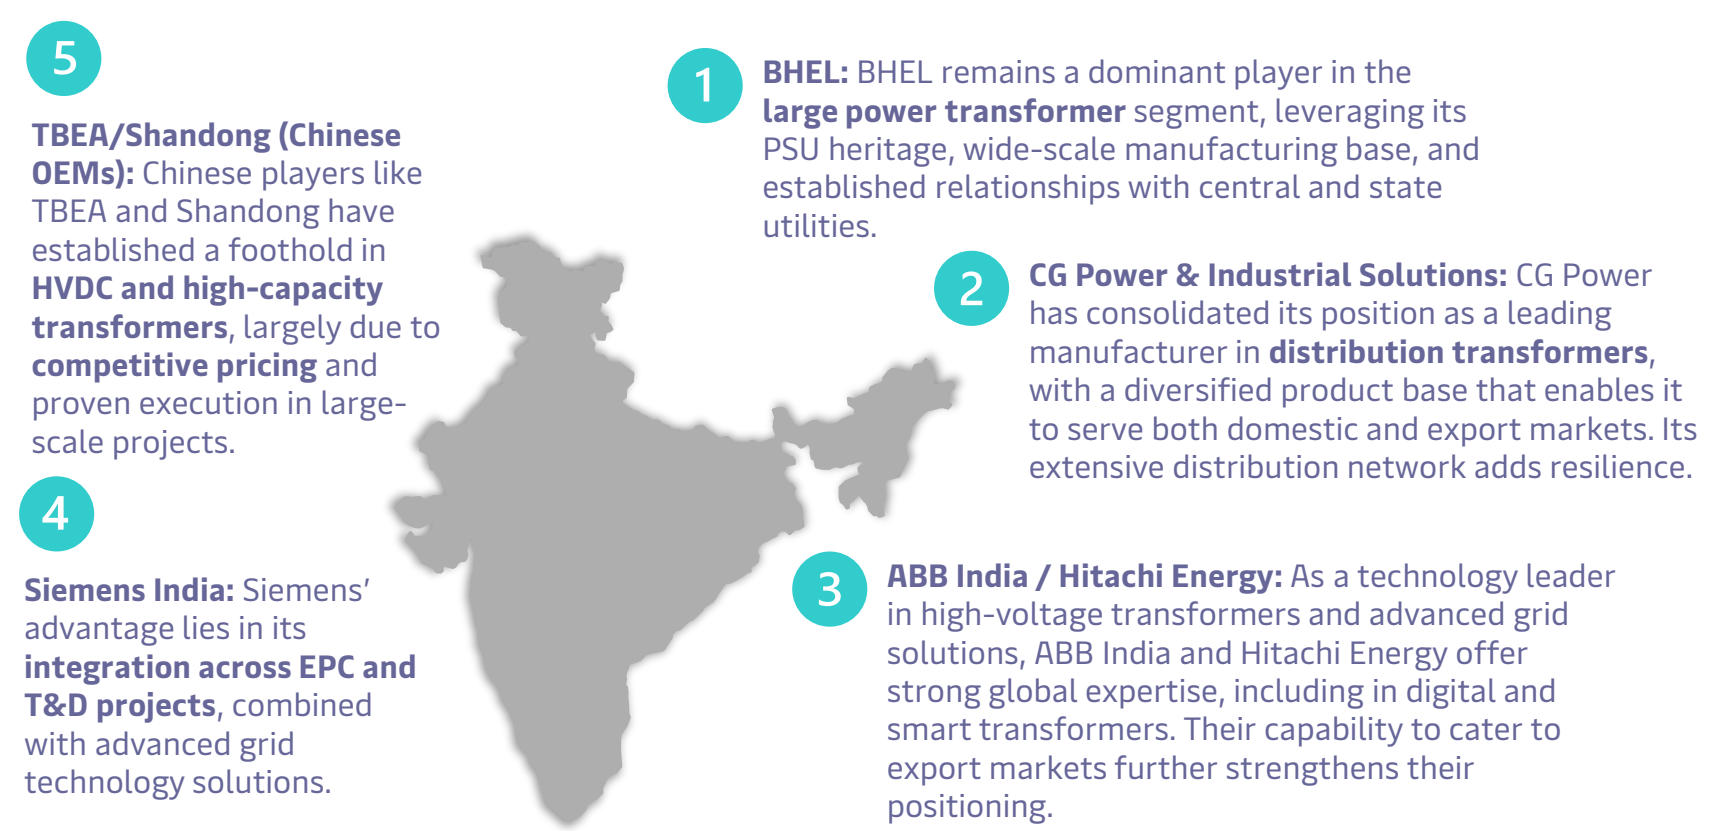 1
BHEL: BHEL remains a dominant player in the
large power transformer segment, leveraging its
PSU heritage, wide-scale manufacturing base, and
established relationships with central and state
utilities.
2
CG Power & Industrial Solutions: CG Power
has consolidated its position as a leading
manufacturer in distribution transformers,
with a diversified product base that enables it
to serve both domestic and export markets. Its
extensive distribution network adds resilience.
3
ABB India / Hitachi Energy: As a technology leader
in high-voltage transformers and advanced grid
solutions, ABB India and Hitachi Energy offer
strong global expertise, including in digital and
smart transformers. Their capability to cater to
export markets further strengthens their
positioning.
4
Siemens India: Siemens’
advantage lies in its
integration across EPC and
T&D projects, combined
with advanced grid
technology solutions.
5
TBEA/Shandong (Chinese
OEMs): Chinese players like
TBEA and Shandong have
established a foothold in
HVDC and high-capacity
transformers, largely due to
competitive pricing and
proven execution in large-
scale projects.